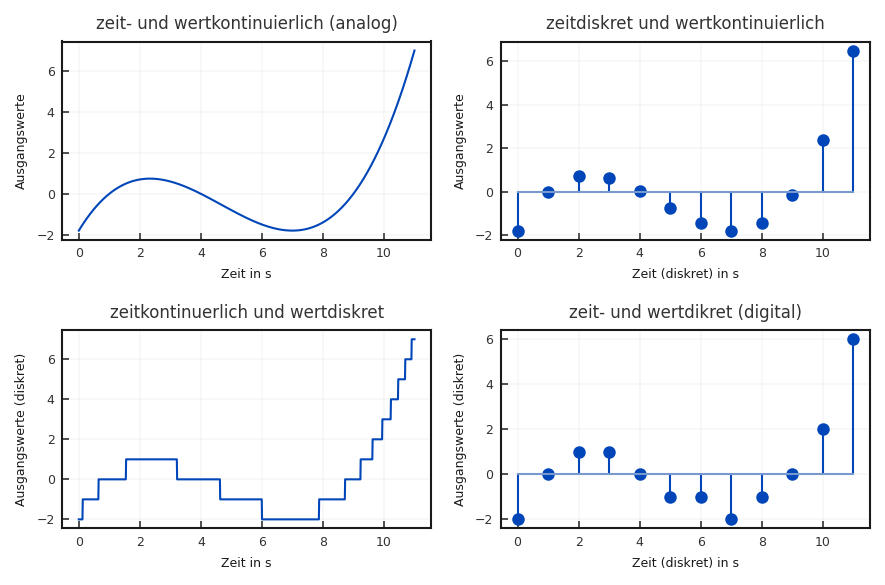 zeit- und wertkontinuierlich (analog)
Ausgangswerte
6
4
2
0
−2
0 2 4 6 8 10
Zeit in s
zeitdiskret und wertkontinuierlich
Ausgangswerte
6
4
2
0
−2
0 2 4 6 8 10
Zeit (diskret) in s
zeitkontinuerlich und wertdiskret
Ausgangswerte (diskret)
6
4
2
0
−2
0 2 4 6 8 10
Zeit in s
zeit- und wertdikret (digital)
Ausgangswerte (diskret)
6
4
2
0
−2
0 2 4 6 8 10
Zeit (diskret) in s